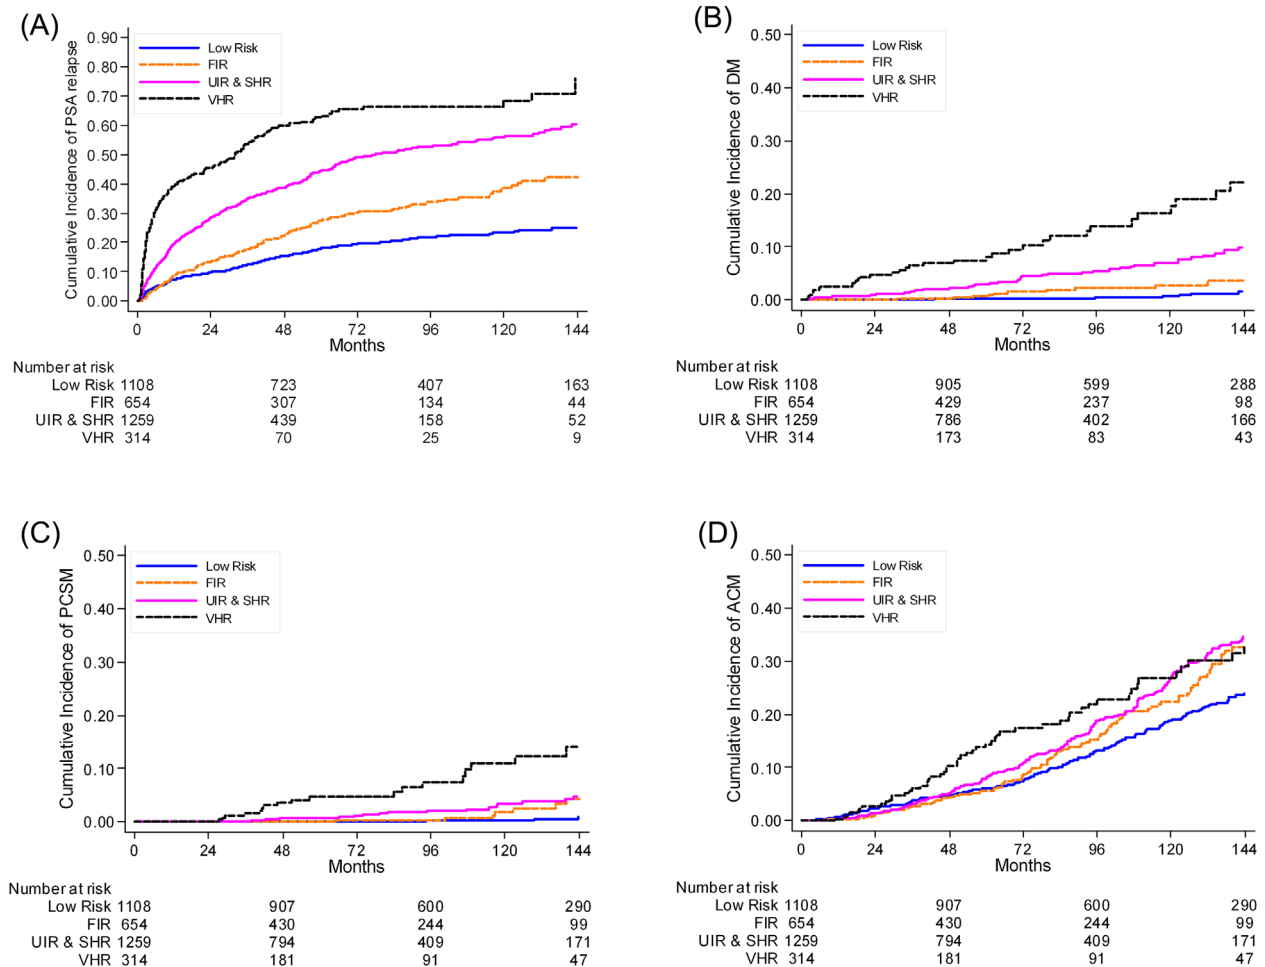 (A)
Cumulative Incidence of PSA relapse
0.90
0.80
0.70
0.60
0.50
0.40
0.30
0.20
0.10
0.00
Low Risk
FIR
UIR & SHR
VHR
0 24 48 72 96 120 144
Months
Number at risk
Low Risk 1108 723 407 163
FIR 654 307 134 44
UIR & SHR 1259 439 158 52
VHR 314 70 25 9
(B)
Cumulative Incidence of DM
0.50
0.40
0.30
0.20
0.10
0.00
Low Risk
FIR
UIR & SHR
VHR
0 24 48 72 96 120 144
Months
Number at risk
Low Risk 1108 905 599 288
FIR 654 429 237 98
UIR & SHR 1259 786 402 166
VHR 314 173 83 43
(C)
Cumulative Incidence of PCSM
0.50
0.40
0.30
0.20
0.10
0.00
Low Risk
FIR
UIR & SHR
VHR
0 24 48 72 96 120 144
Months
Number at risk
Low Risk 1108 907 600 290
FIR 654 430 244 99
UIR & SHR 1259 794 409 171
VHR 314 181 91 47
(D)
Cumulative Incidence of ACM
0.50
0.40
0.30
0.20
0.10
0.00
Low Risk
FIR
UIR & SHR
VHR
0 24 48 72 96 120 144
Months
Number at risk
Low Risk 1108 907 600 290
FIR 654 430 244 99
UIR & SHR 1259 794 409 171
VHR 314 181 91 47